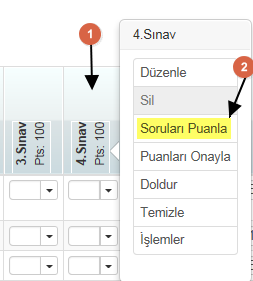 1
4.Sınav
Düzenle
2
Sil
Soruları Puanla
Puanları Onayla
Doldur
Temizle
İşlemler
3.Sınav
Pts: 100
4.Sınav
Pts: 100